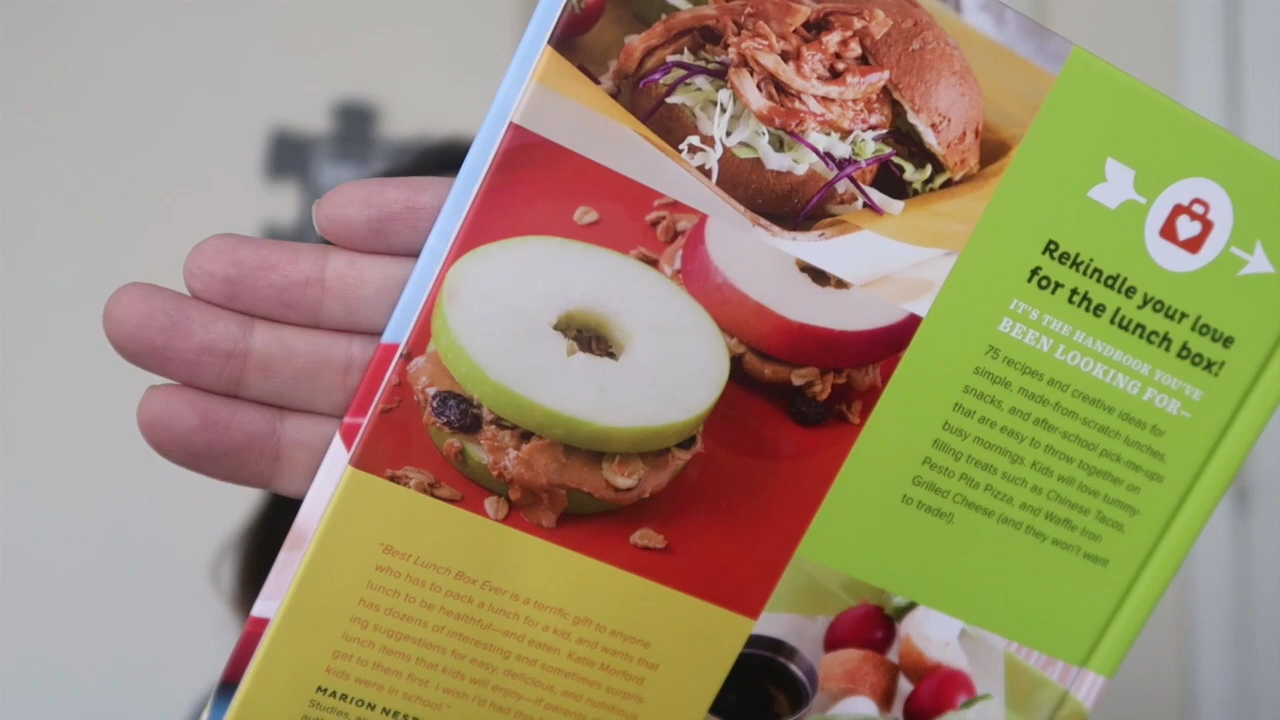 Rekindle your love
for the lunch box!
IT'S THE HANDBOOK YOU'VE
BEEN LOOKING FOR—
75 recipes and creative ideas for
simple, made-from-scratch lunches,
snacks, and after-school pick-me-ups
that are easy to throw together on
busy mornings. Kids will love tummy-
filling treats such as Chinese Tacos,
Pesto Pita Pizza, and Waffle Iron
Grilled Cheese (and they won't want
to trade!).
"Best Lunch Box Ever is a terrific gift to anyone
who has to pack a lunch for a kid, and wants that
lunch to be healthful—and eaten. Katie Morford
has dozens of interesting and sometimes surpris-
ing suggestions for easy, delicious, and nutritious
lunch items that kids will enjoy—if parents don't
get to them first. I wish I'd had this
kids were in school."
MARION NEST
Studies,